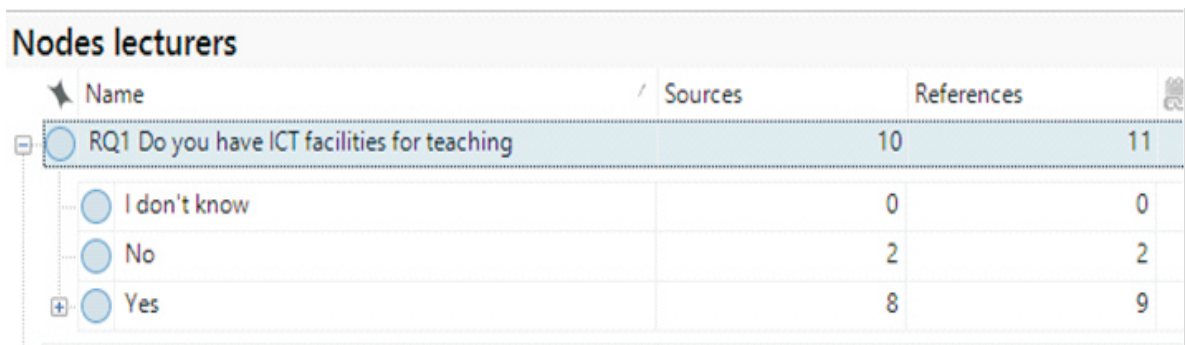 Nodes lecturers
Name / Sources References
RQ1 Do you have ICT facilities for teaching 10 11
I don't know 0 0
No 2 2
Yes 8 9